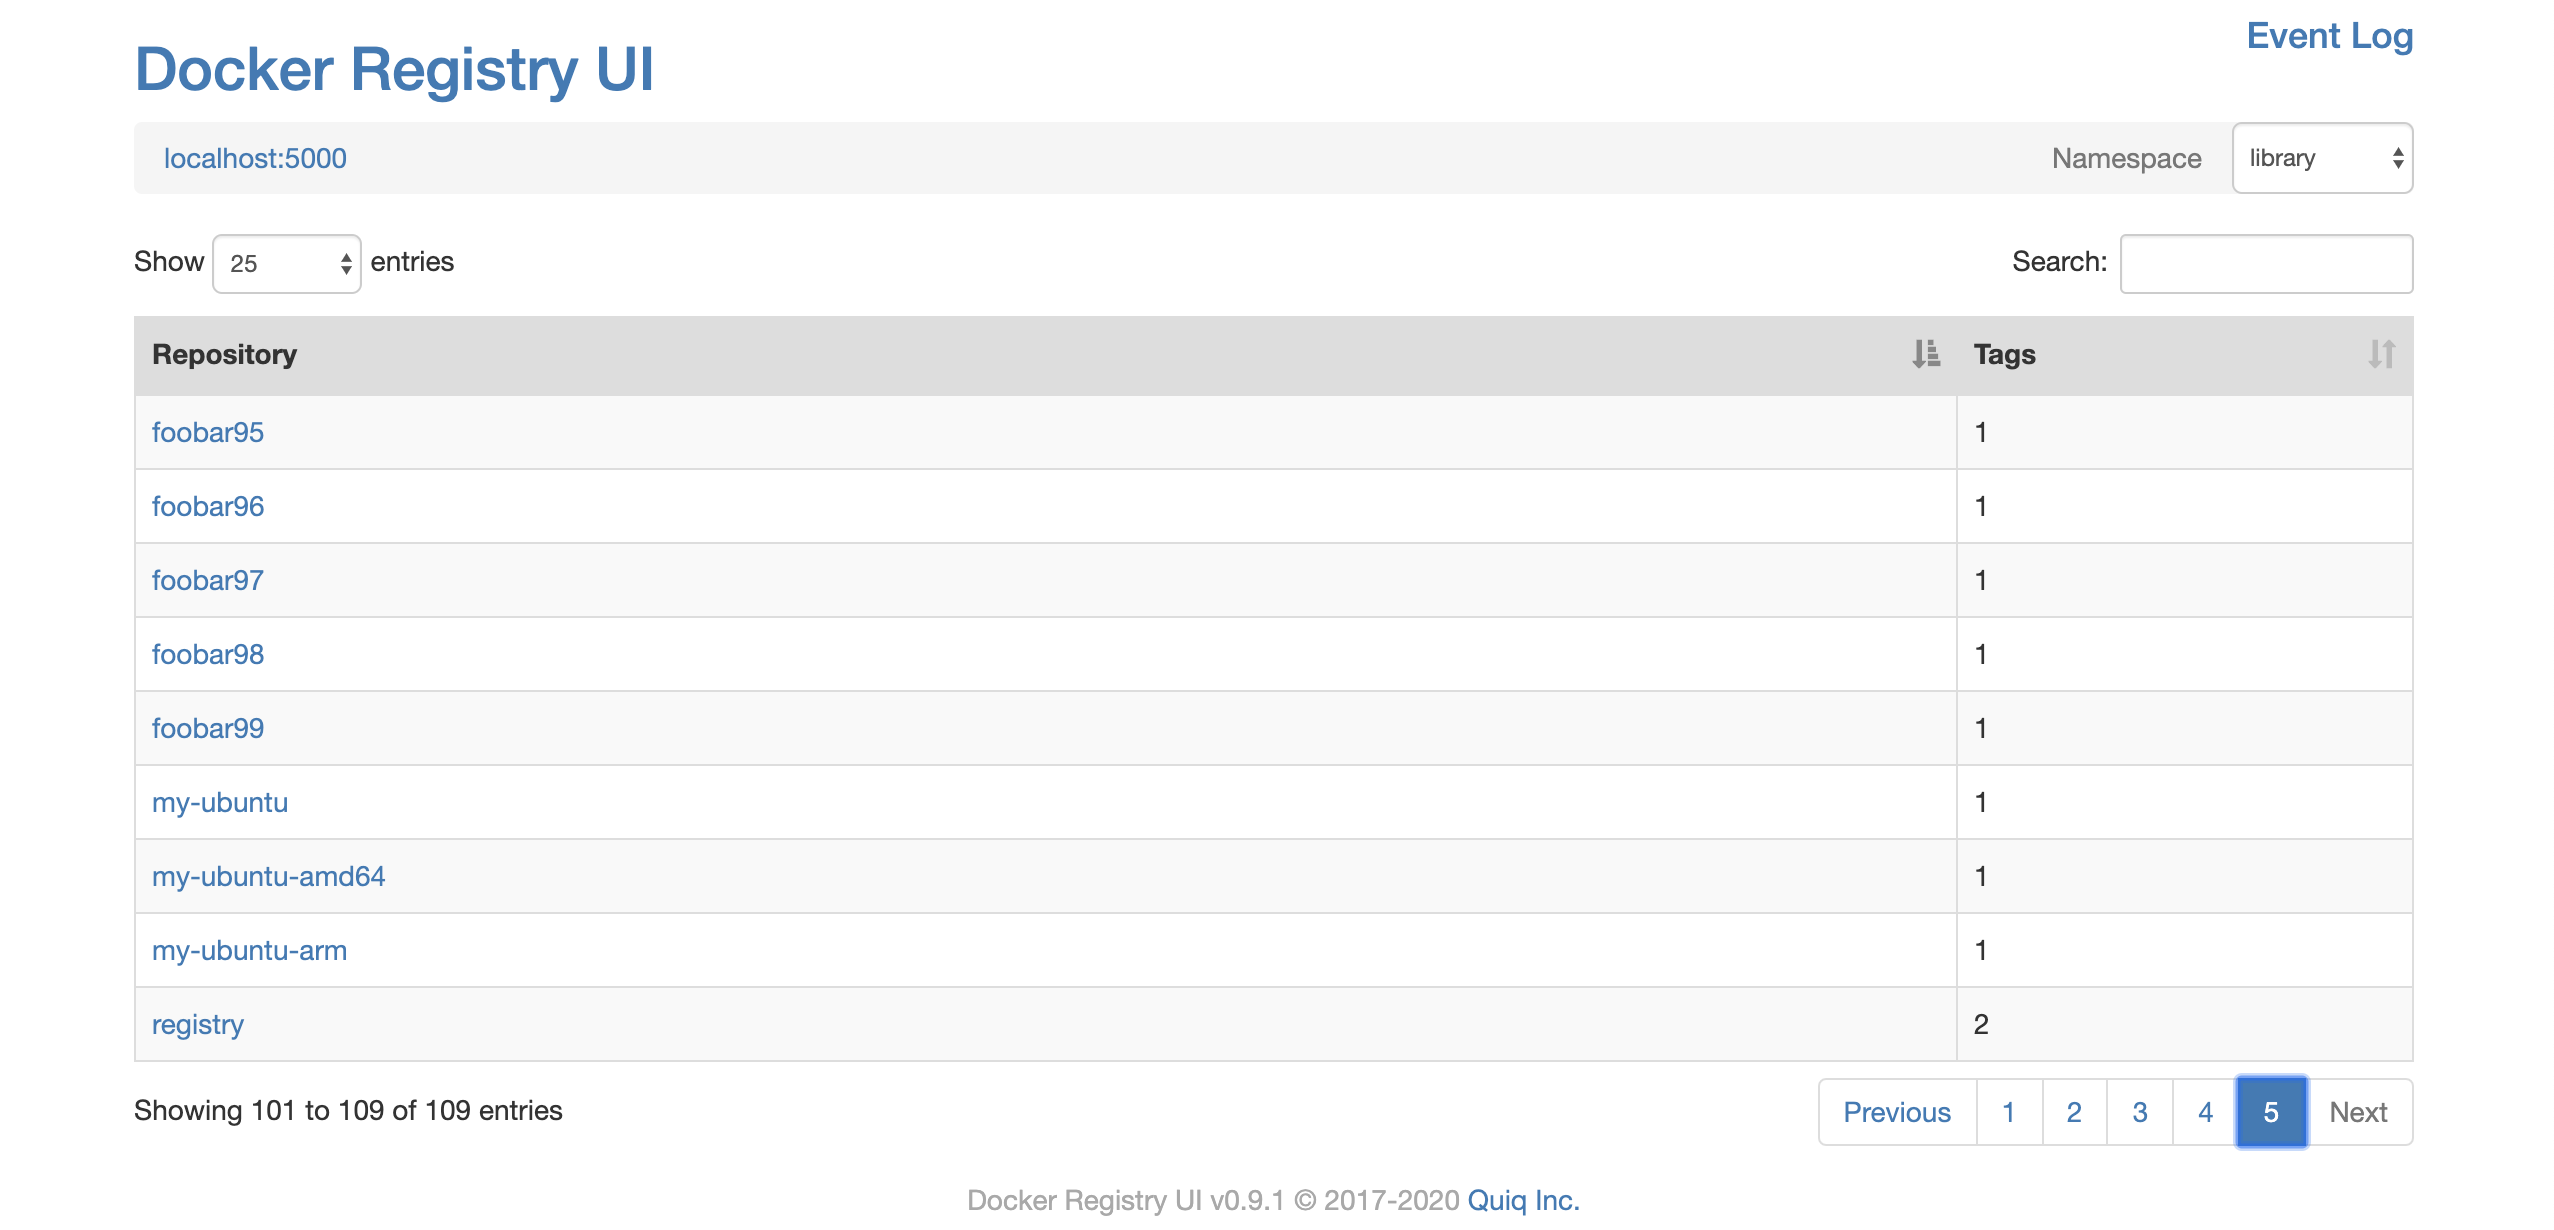 Event Log
Docker Registry UI
localhost:5000 Namespace library
Show 25 entries Search:
Repository Tags
foobar95 1
foobar96 1
foobar97 1
foobar98 1
foobar99 1
my-ubuntu 1
my-ubuntu-amd64 1
my-ubuntu-arm 1
registry 2
Showing 101 to 109 of 109 entries Previous 1 2 3 4 5 Next
Docker Registry UI v0.9.1 © 2017-2020 Quiq Inc.